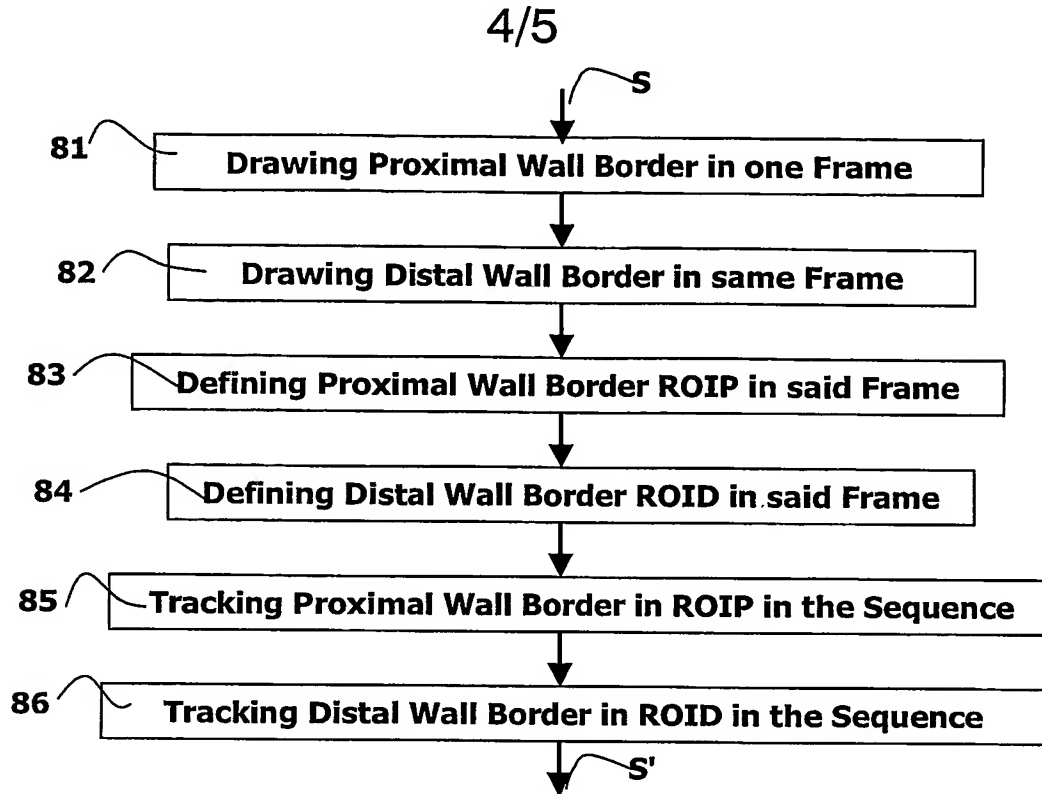 4/5
S
81 Drawing Proximal Wall Border in one Frame
82 Drawing Distal Wall Border in same Frame
83 Defining Proximal Wall Border ROIP in said Frame
84 Defining Distal Wall Border ROID in said Frame
85 Tracking Proximal Wall Border in ROIP in the Sequence
86 Tracking Distal Wall Border in ROID in the Sequence
S'